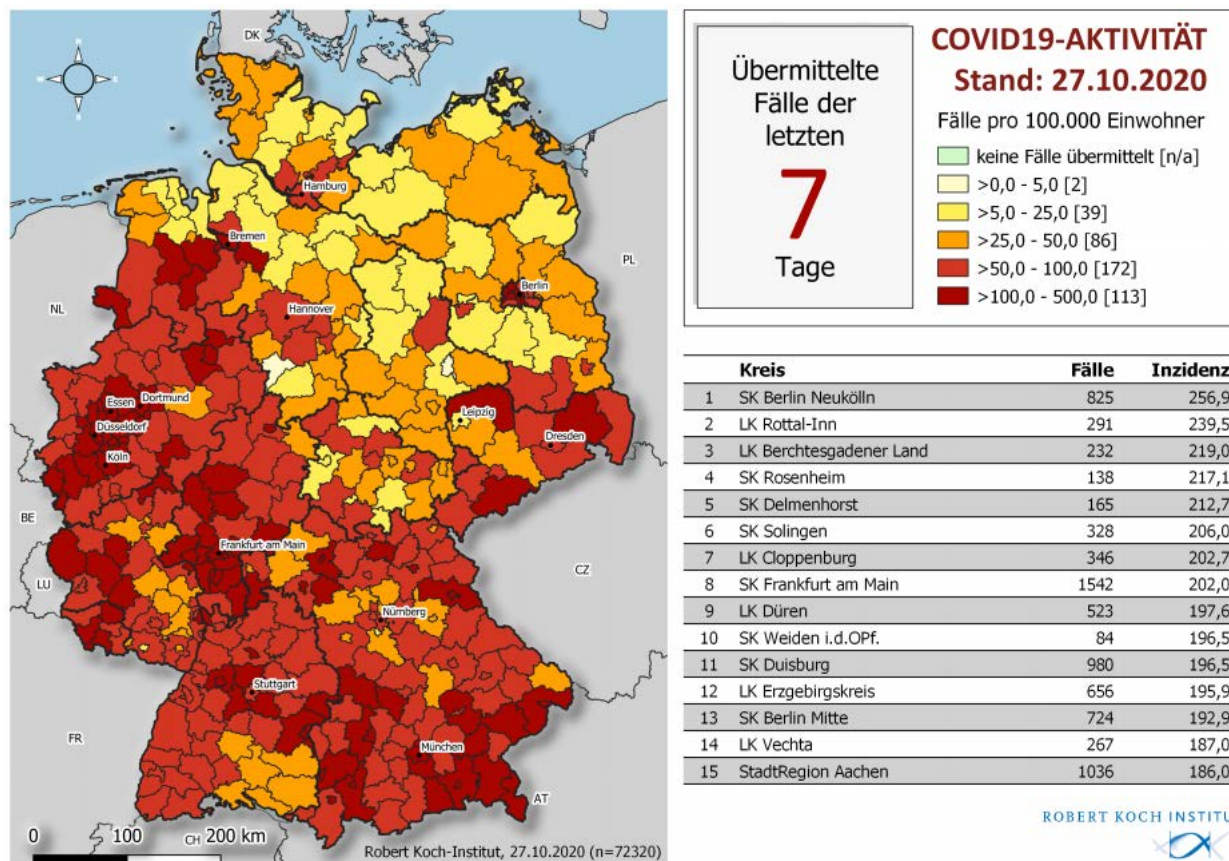 DK
PL
NL
BE
LU
FR
CH
AT
CZ
Hamburg
Bremen
Berlin
Hannover
Essen
Dortmund
Düsseldorf
Köln
Leipzig
Dresden
Frankfurt am Main
Nürnberg
Stuttgart
München
0 100 200 km
Robert Koch-Institut, 27.10.2020 (n=72320)
Übermittelte
Fälle der
letzten
7
Tage
COVID19-AKTIVITÄT
Stand: 27.10.2020
Fälle pro 100.000 Einwohner
keine Fälle übermittelt [n/a]
>0,0 - 5,0 [2]
>5,0 - 25,0 [39]
>25,0 - 50,0 [86]
>50,0 - 100,0 [172]
>100,0 - 500,0 [113]
Kreis Fälle Inzidenz
1 SK Berlin Neukölln 825 256,9
2 LK Rottal-Inn 291 239,5
3 LK Berchtesgadener Land 232 219,0
4 SK Rosenheim 138 217,1
5 SK Delmenhorst 165 212,7
6 SK Solingen 328 206,0
7 LK Cloppenburg 346 202,7
8 SK Frankfurt am Main 1542 202,0
9 LK Düren 523 197,6
10 SK Weiden i.d.OPf. 84 196,5
11 SK Duisburg 980 196,5
12 LK Erzgebirgskreis 656 195,9
13 SK Berlin Mitte 724 192,9
14 LK Vechta 267 187,0
15 StadtRegion Aachen 1036 186,0
ROBERT KOCH INSTITU